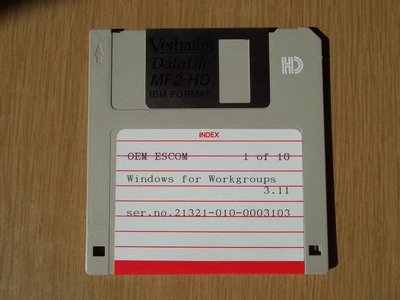 Verbatim
DataLife
MF2-HD
IBM FORMAT
HD
INDEX
OEM ESCOM 1 of 10
Windows for Workgroups
3.11
ser.no.21321-010-0003103